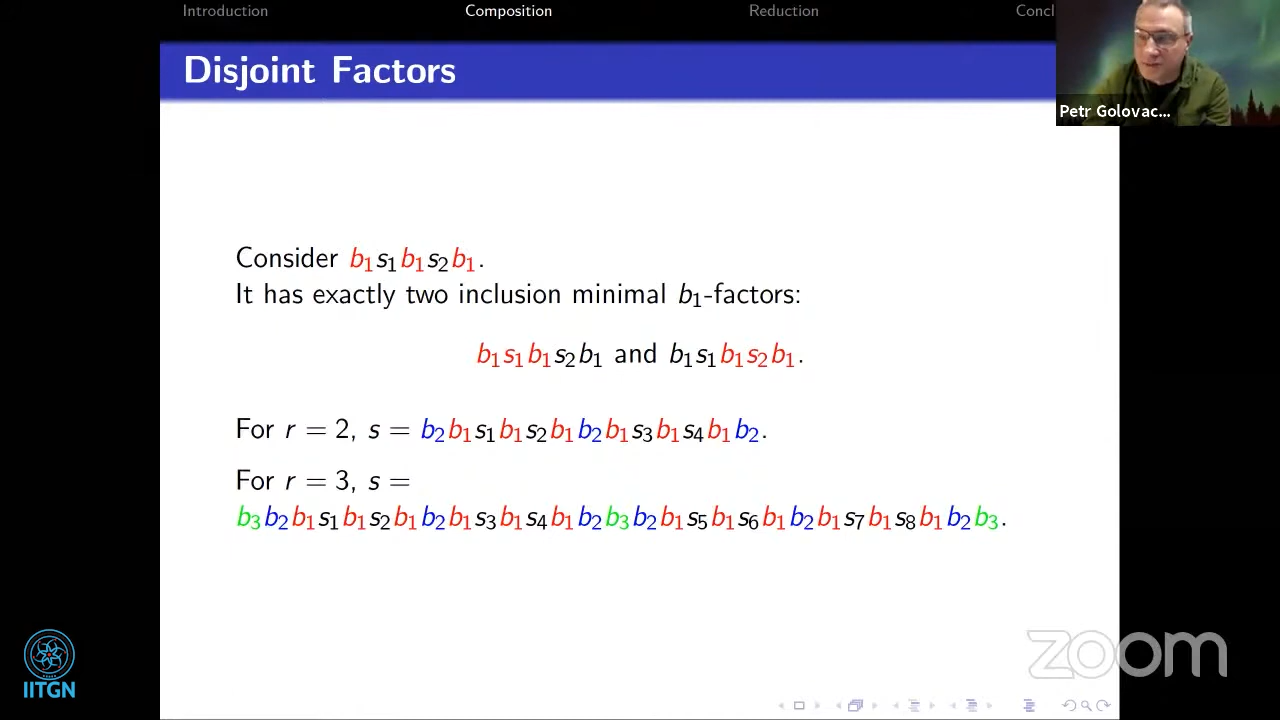 Introduction Composition Reduction Concl
Disjoint Factors
Petr Golovac...
Consider b₁s₁b₁s₂b₁.
It has exactly two inclusion minimal b₁-factors:
b₁s₁b₁s₂b₁ and b₁s₁b₁s₂b₁.
For r = 2, s = b₂b₁s₁b₁s₂b₁b₂b₁s₃b₁s₄b₁b₂.
For r = 3, s =
b₃b₂b₁s₁b₁s₂b₁b₂b₁s₃b₁s₄b₁b₂b₃b₂b₁s₅b₁s₆b₁b₂b₁s₇b₁s₈b₁b₂b₃.
IITGN
zoom